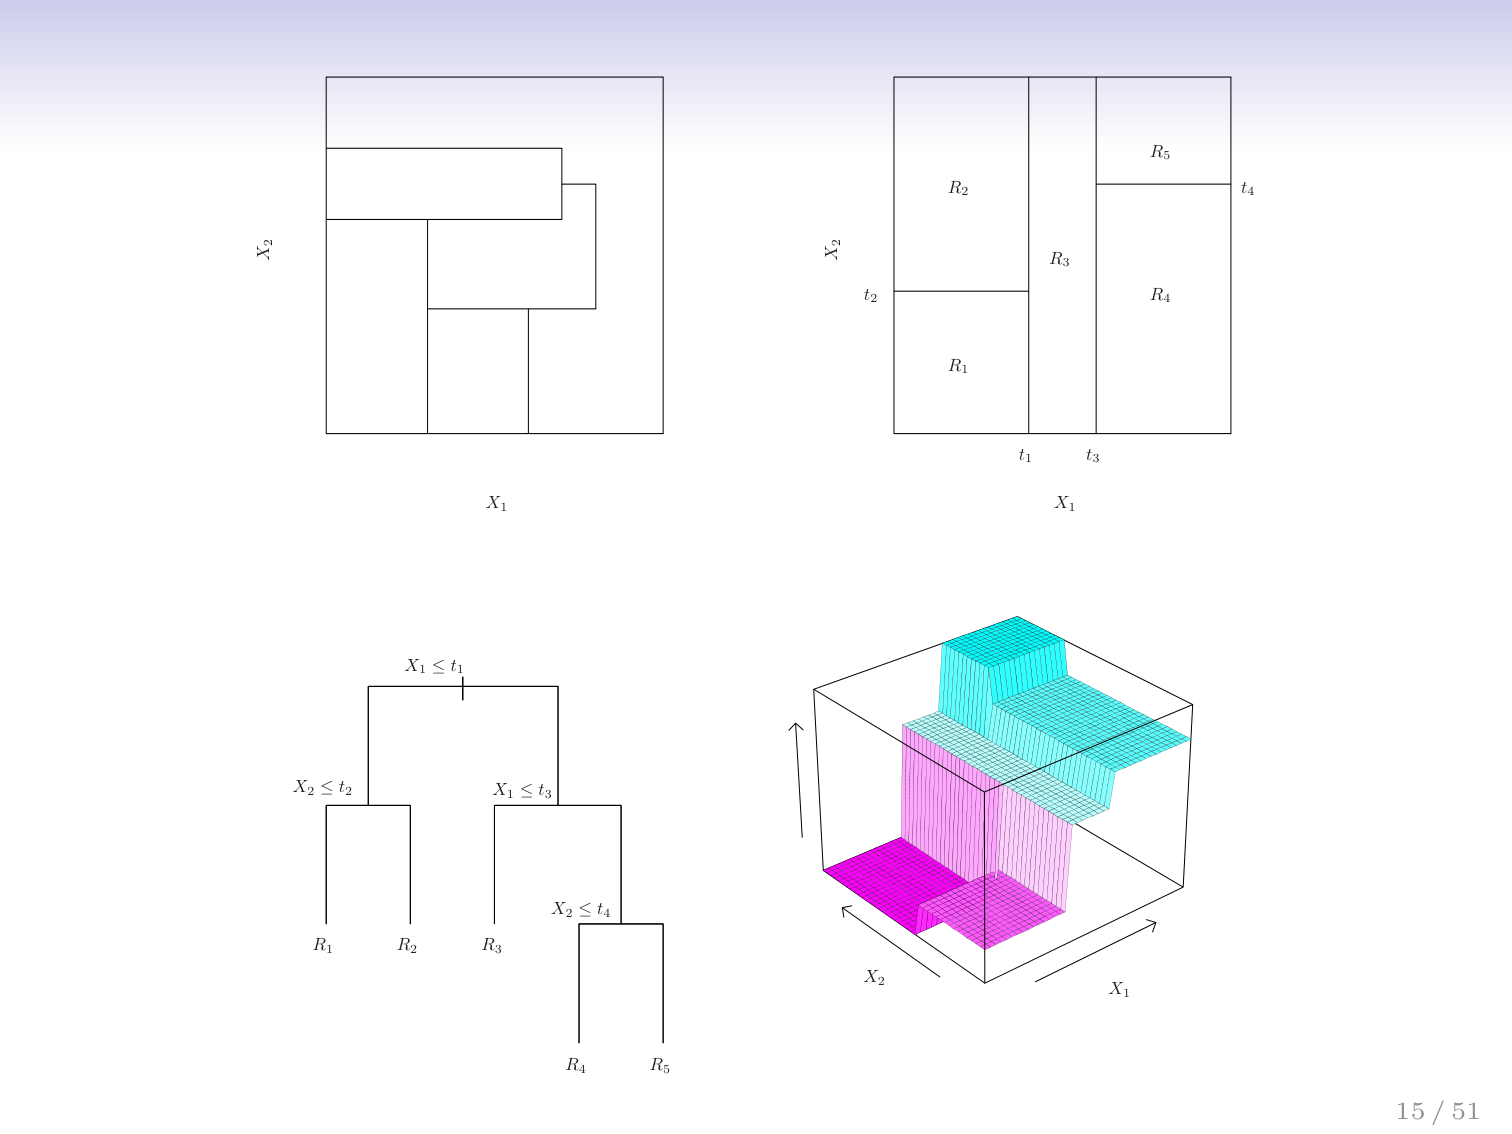 X₂
X₁
R₅
R₂
t₄
X₂
R₃
t₂
R₄
R₁
t₁
t₃
X₁
X₁ ≤ t₁
X₂ ≤ t₂
X₁ ≤ t₃
X₂ ≤ t₄
R₁
R₂
R₃
R₄
R₅
X₂
X₁
15 / 51